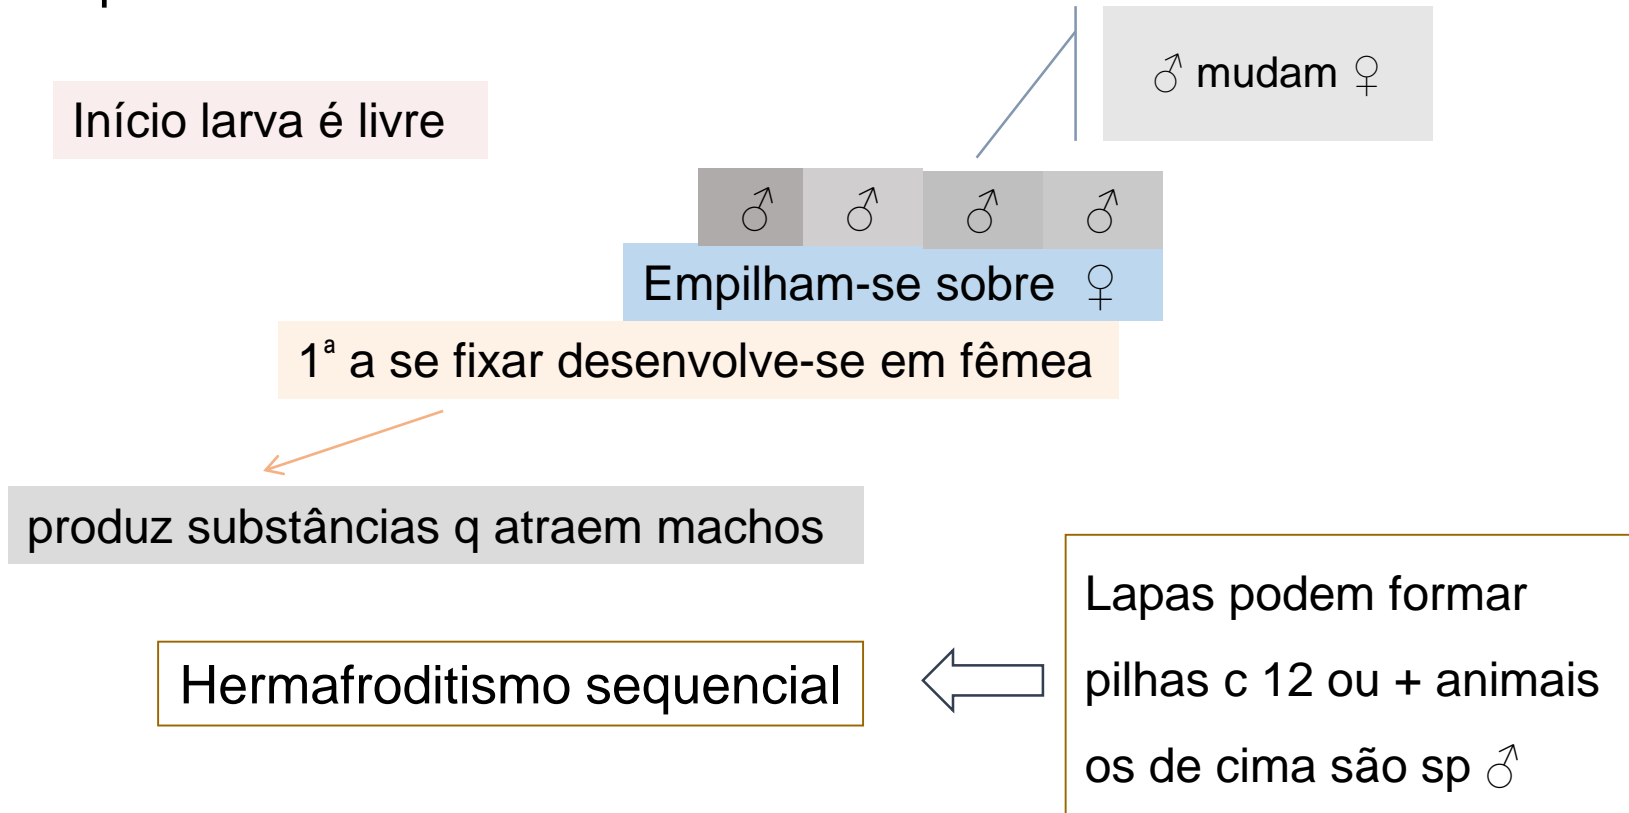 ♂ mudam ♀
Início larva é livre
♂ ♂ ♂ ♂
Empilham-se sobre ♀
1ª a se fixar desenvolve-se em fêmea
produz substâncias q atraem machos
Lapas podem formar
pilhas c 12 ou + animais
os de cima são sp ♂
Hermafroditismo sequencial